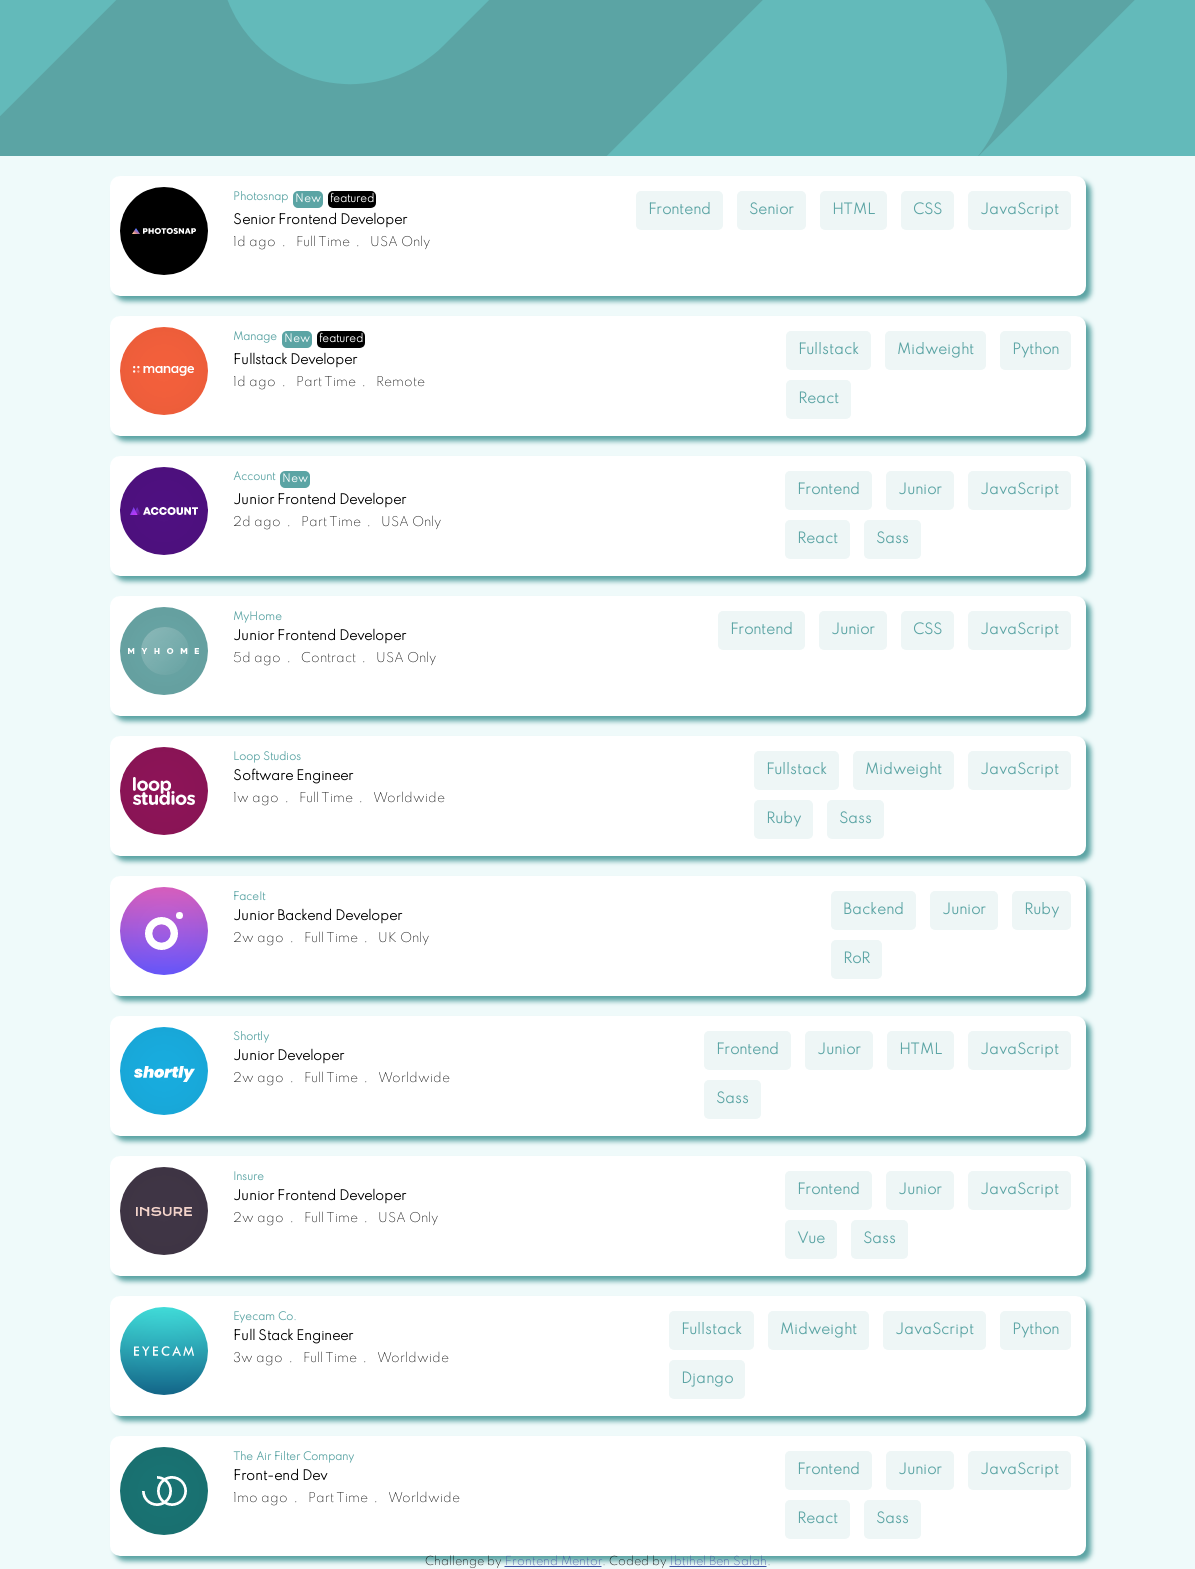 PHOTOSNAP
Photosnap New featured
Senior Frontend Developer
1d ago . Full Time . USA Only
Frontend Senior HTML CSS JavaScript
manage
Manage New featured
Fullstack Developer
1d ago . Part Time . Remote
Fullstack Midweight Python
React
ACCOUNT
Account New
Junior Frontend Developer
2d ago . Part Time . USA Only
Frontend Junior JavaScript
React Sass
MYHOME
MyHome
Junior Frontend Developer
5d ago . Contract . USA Only
Frontend Junior CSS JavaScript
loop
studios
Loop Studios
Software Engineer
1w ago . Full Time . Worldwide
Fullstack Midweight JavaScript
Ruby Sass
FaceIt
Junior Backend Developer
2w ago . Full Time . UK Only
Backend Junior Ruby
RoR
shortly
Shortly
Junior Developer
2w ago . Full Time . Worldwide
Frontend Junior HTML JavaScript
Sass
INSURE
Insure
Junior Frontend Developer
2w ago . Full Time . USA Only
Frontend Junior JavaScript
Vue Sass
EYECAM
Eyecam Co.
Full Stack Engineer
3w ago . Full Time . Worldwide
Fullstack Midweight JavaScript Python
Django
The Air Filter Company
Front-end Dev
1mo ago . Part Time . Worldwide
Frontend Junior JavaScript
React Sass
Challenge by Frontend Mentor. Coded by Ibtihel Ben Salah.